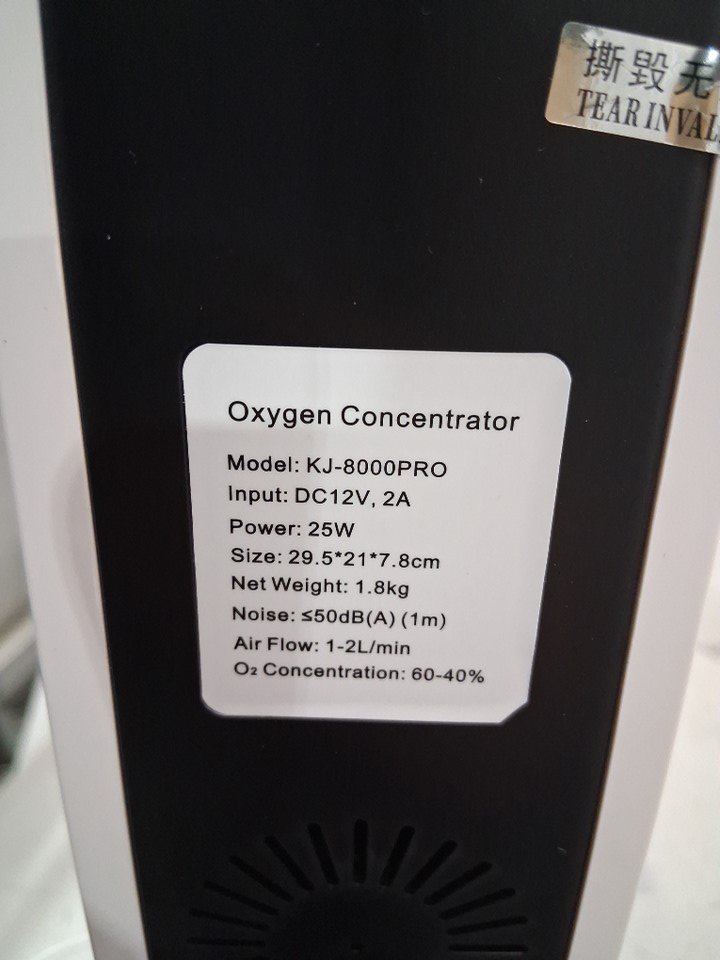 撕毁无
TEAR INVAL
Oxygen Concentrator
Model: KJ-8000PRO
Input: DC12V, 2A
Power: 25W
Size: 29.5*21*7.8cm
Net Weight: 1.8kg
Noise: ≤50dB(A) (1m)
Air Flow: 1-2L/min
O₂ Concentration: 60-40%